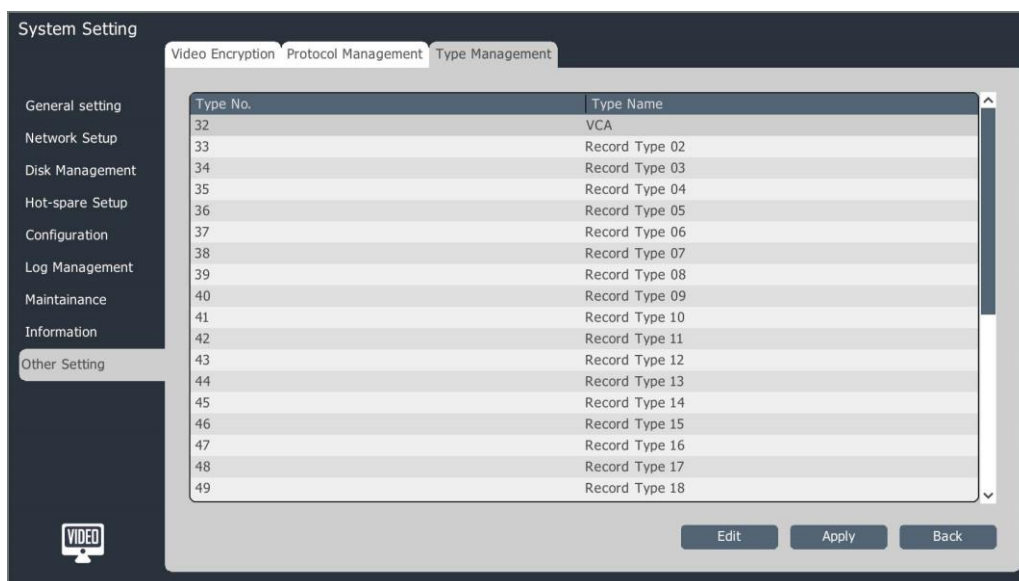 System Setting
Video Encryption Protocol Management Type Management
General setting
Network Setup
Disk Management
Hot-spare Setup
Configuration
Log Management
Maintainance
Information
Other Setting
Type No. Type Name
32 VCA
33 Record Type 02
34 Record Type 03
35 Record Type 04
36 Record Type 05
37 Record Type 06
38 Record Type 07
39 Record Type 08
40 Record Type 09
41 Record Type 10
42 Record Type 11
43 Record Type 12
44 Record Type 13
45 Record Type 14
46 Record Type 15
47 Record Type 16
48 Record Type 17
49 Record Type 18
VIDEO
Edit Apply Back